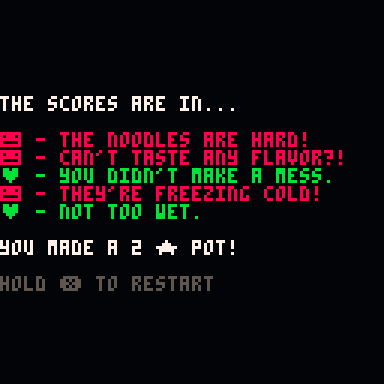 THE SCORES ARE IN...
- THE NOODLES ARE HARD!
- CAN'T TASTE ANY FLAVOR?!
♥ - YOU DIDN'T MAKE A MESS.
- THEY'RE FREEZING COLD!
♥ - NOT TOO WET.
YOU MADE A 2 ★ POT!
HOLD ❎ TO RESTART